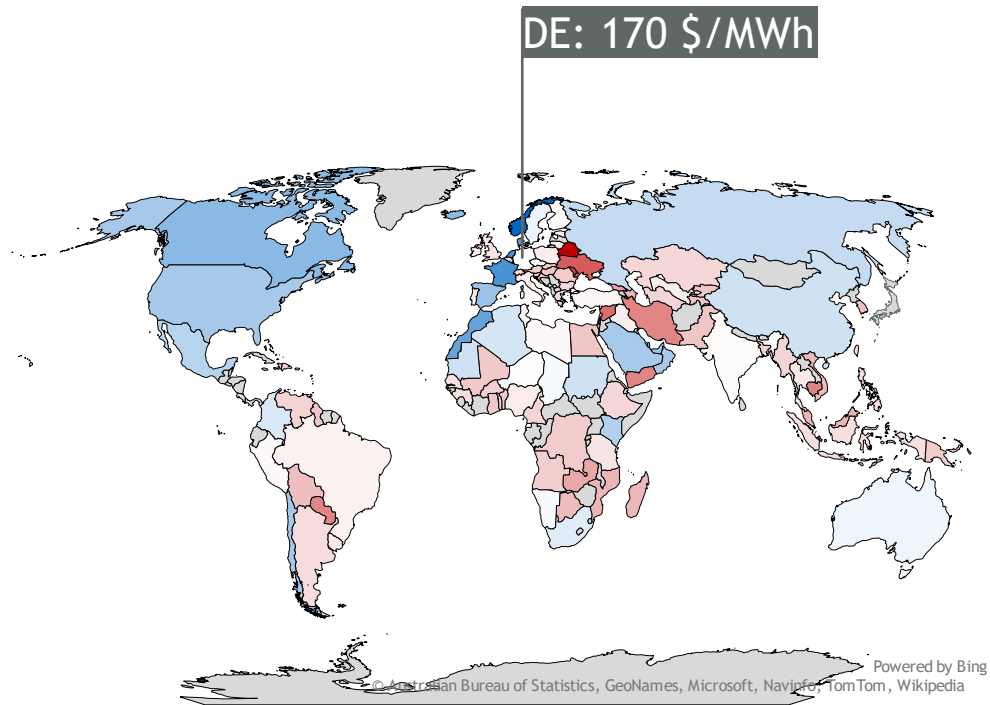 DE: 170 $/MWh
Powered by Bing
© Australian Bureau of Statistics, GeoNames, Microsoft, Navinfo, TomTom, Wikipedia